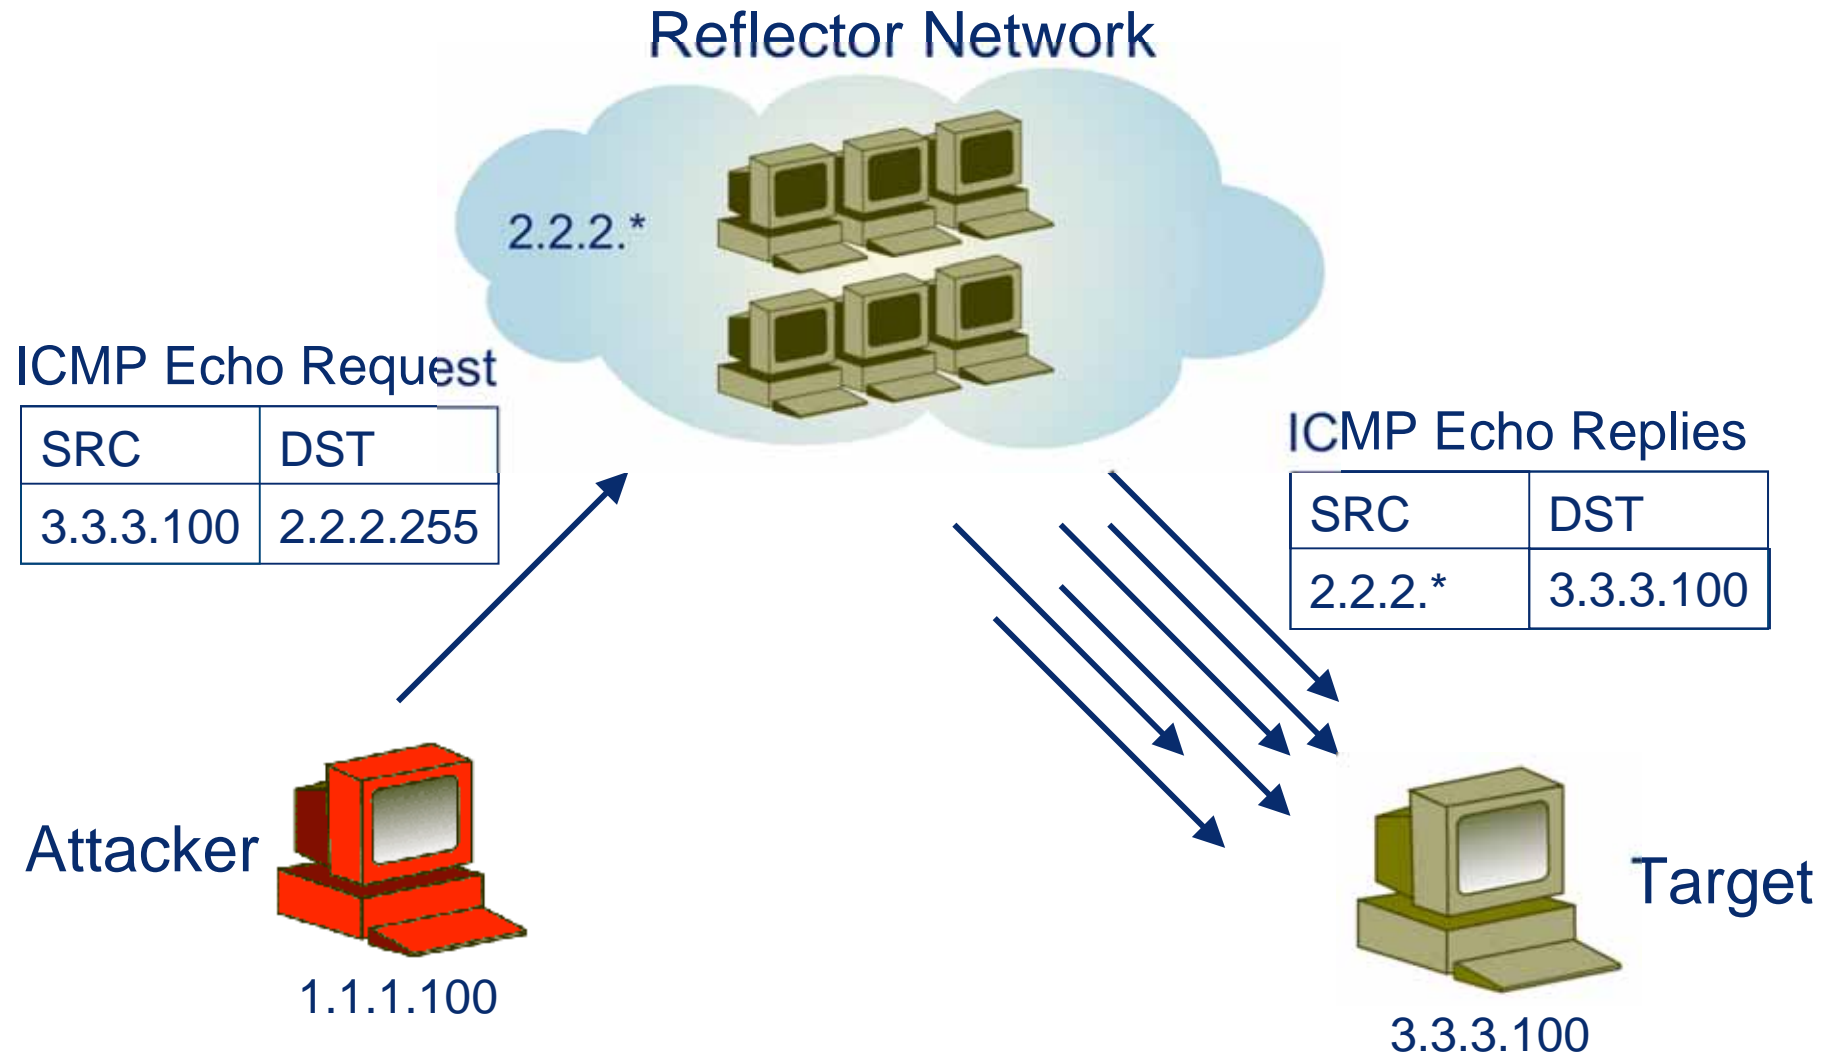 Reflector Network
2.2.2.*
ICMP Echo Request
SRC DST
3.3.3.100 2.2.2.255
ICMP Echo Replies
SRC DST
2.2.2.* 3.3.3.100
Attacker
1.1.1.100
Target
3.3.3.100